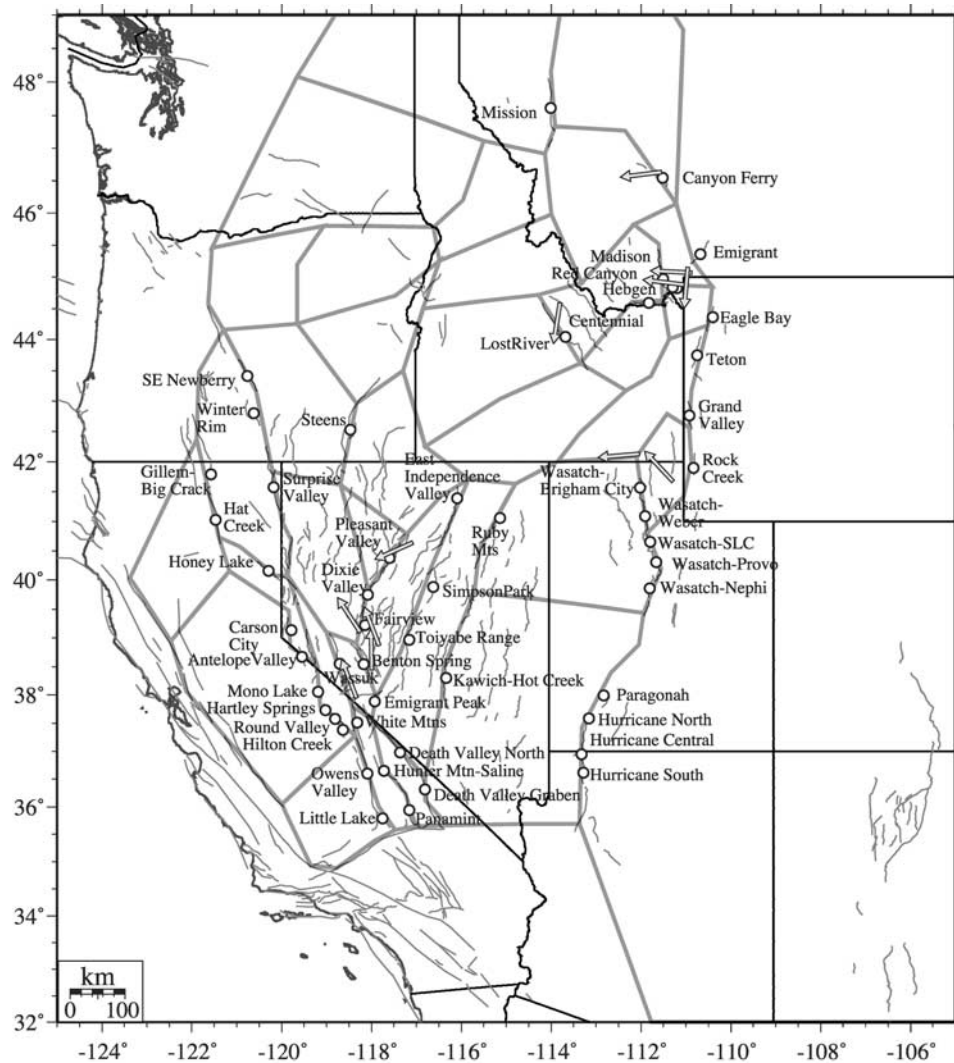 48°
46°
44°
42°
40°
38°
36°
34°
32°
Mission
Canyon Ferry
Emigrant
Madison
Red Canyon
Hebgen
Centennial
Eagle Bay
LostRiver
Teton
SE Newberry
Winter
Rim
Steens
Grand
Valley
Gillem-
Big Crack
Surprise
Valley
East
Independence
Valley
Wasatch-
Brigham City
Rock
Creek
Hat
Creek
Pleasant
Valley
Ruby
Mts
Wasatch-
Weber
Wasatch-SLC
Honey Lake
Dixie
Valley
SimpsonPark
Wasatch-Provo
Wasatch-Nephi
Carson
City
Fairview
Toiyabe Range
AntelopeValley
Wassuk
Benton Spring
Kawich-Hot Creek
Mono Lake
Emigrant Peak
Paragonah
Hartley Springs
White Mtns
Hurricane North
Round Valley
Hilton Creek
Death Valley North
Hurricane Central
Owens
Valley
Hunter Mtn-Saline
Hurricane South
Death Valley Graben
Little Lake
Panamint
km
0 100
-124° -122° -120° -118° -116° -114° -112° -110° -108° -106°